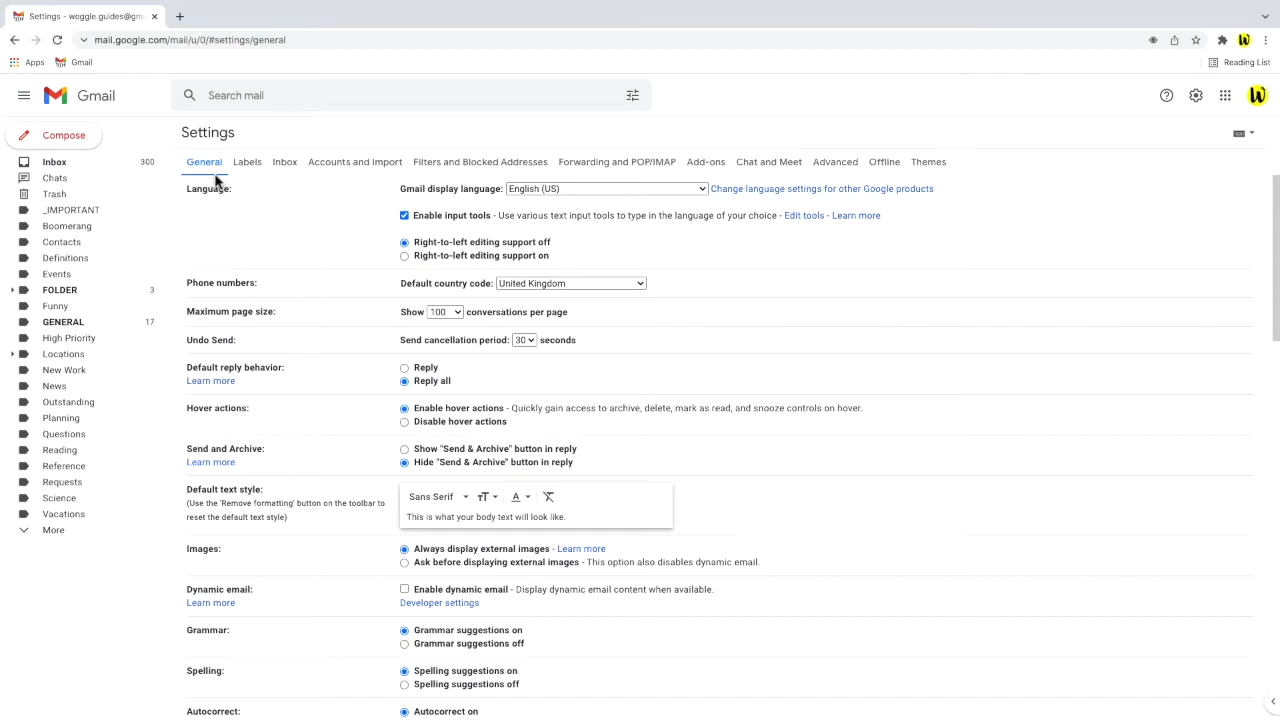 Settings - woggle.guides@gm
mail.google.com/mail/u/0/#settings/general
Apps Gmail Reading List
Gmail Search mail
Compose
Inbox 300
Chats
Trash
_IMPORTANT
Boomerang
Contacts
Definitions
Events
FOLDER 3
Funny
GENERAL 17
High Priority
Locations
New Work
News
Outstanding
Planning
Questions
Reading
Reference
Requests
Science
Vacations
More
Settings
General Labels Inbox Accounts and Import Filters and Blocked Addresses Forwarding and POP/IMAP Add-ons Chat and Meet Advanced Offline Themes
Language: Gmail display language: English (US) Change language settings for other Google products
Enable input tools - Use various text input tools to type in the language of your choice - Edit tools - Learn more
Right-to-left editing support off
Right-to-left editing support on
Phone numbers: Default country code: United Kingdom
Maximum page size: Show 100 conversations per page
Undo Send: Send cancellation period: 30 seconds
Default reply behavior: Reply
Learn more Reply all
Hover actions: Enable hover actions - Quickly gain access to archive, delete, mark as read, and snooze controls on hover.
Disable hover actions
Send and Archive: Show "Send & Archive" button in reply
Learn more Hide "Send & Archive" button in reply
Default text style: Sans Serif
(Use the 'Remove formatting' button on the toolbar to
reset the default text style) This is what your body text will look like.
Images: Always display external images - Learn more
Ask before displaying external images - This option also disables dynamic email.
Dynamic email: Enable dynamic email - Display dynamic email content when available.
Learn more Developer settings
Grammar: Grammar suggestions on
Grammar suggestions off
Spelling: Spelling suggestions on
Spelling suggestions off
Autocorrect: Autocorrect on